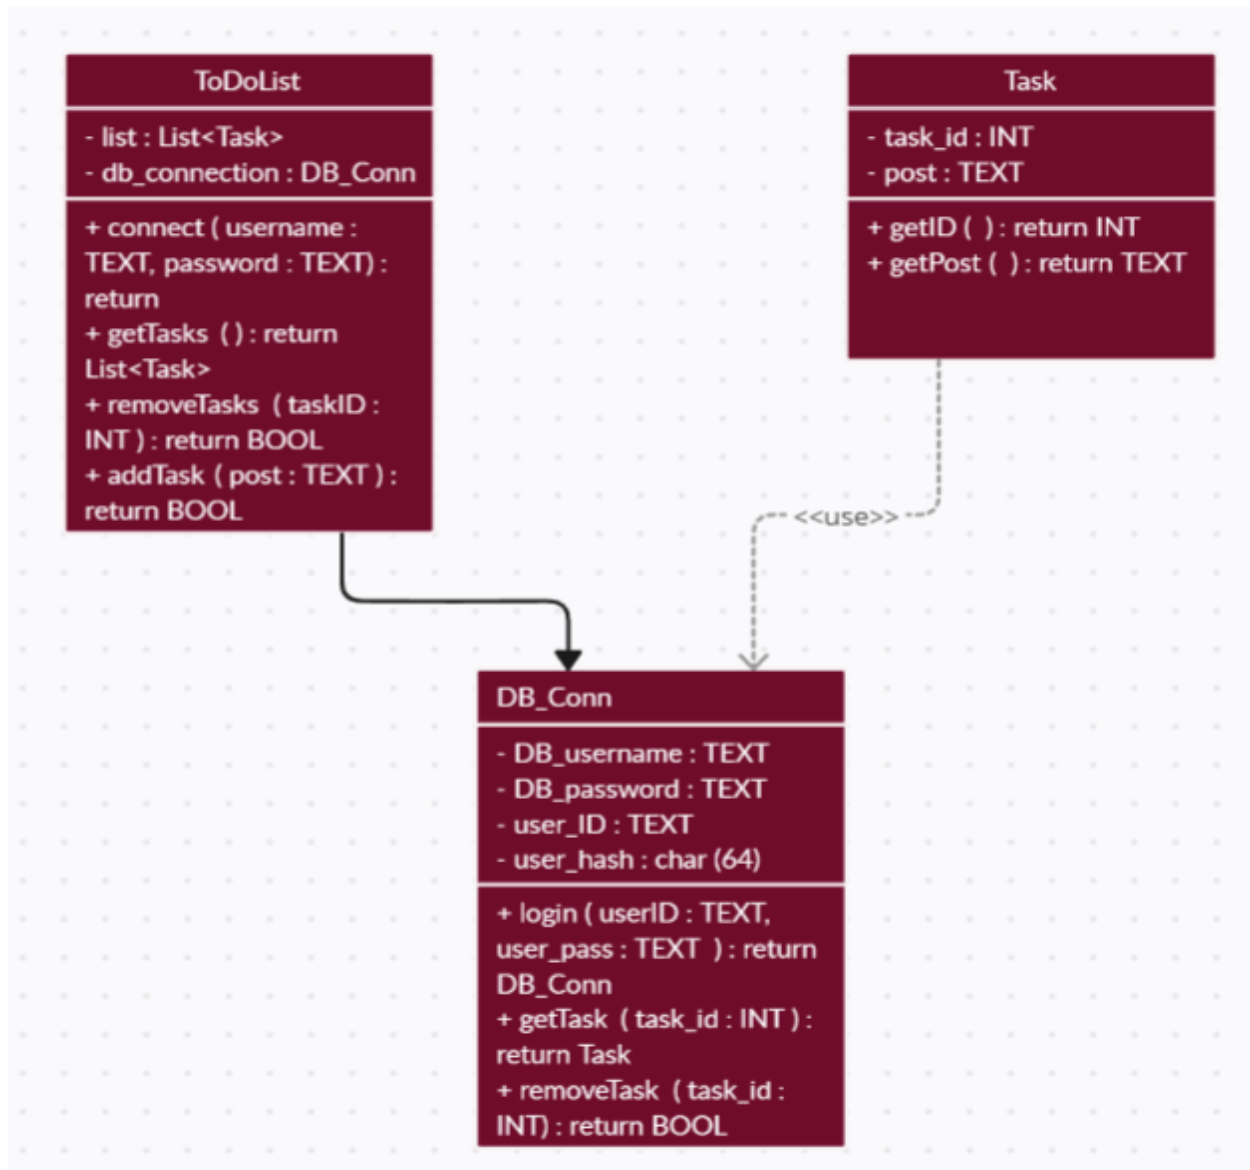 ToDoList
- list : List<Task>
- db_connection : DB_Conn
+ connect ( username :
TEXT, password : TEXT) :
return
+ getTasks  ( ) : return
List<Task>
+ removeTasks  ( taskID :
INT ) : return BOOL
+ addTask  ( post : TEXT ) :
return BOOL
Task
- task_id : INT
- post : TEXT
+ getID (  ) : return INT
+ getPost (  ) : return TEXT
<<use>>
DB_Conn
- DB_username : TEXT
- DB_password : TEXT
- user_ID : TEXT
- user_hash : char (64)
+ login ( userID : TEXT,
user_pass : TEXT  ) : return
DB_Conn
+ getTask  ( task_id : INT ) :
return Task
+ removeTask  ( task_id :
INT) : return BOOL